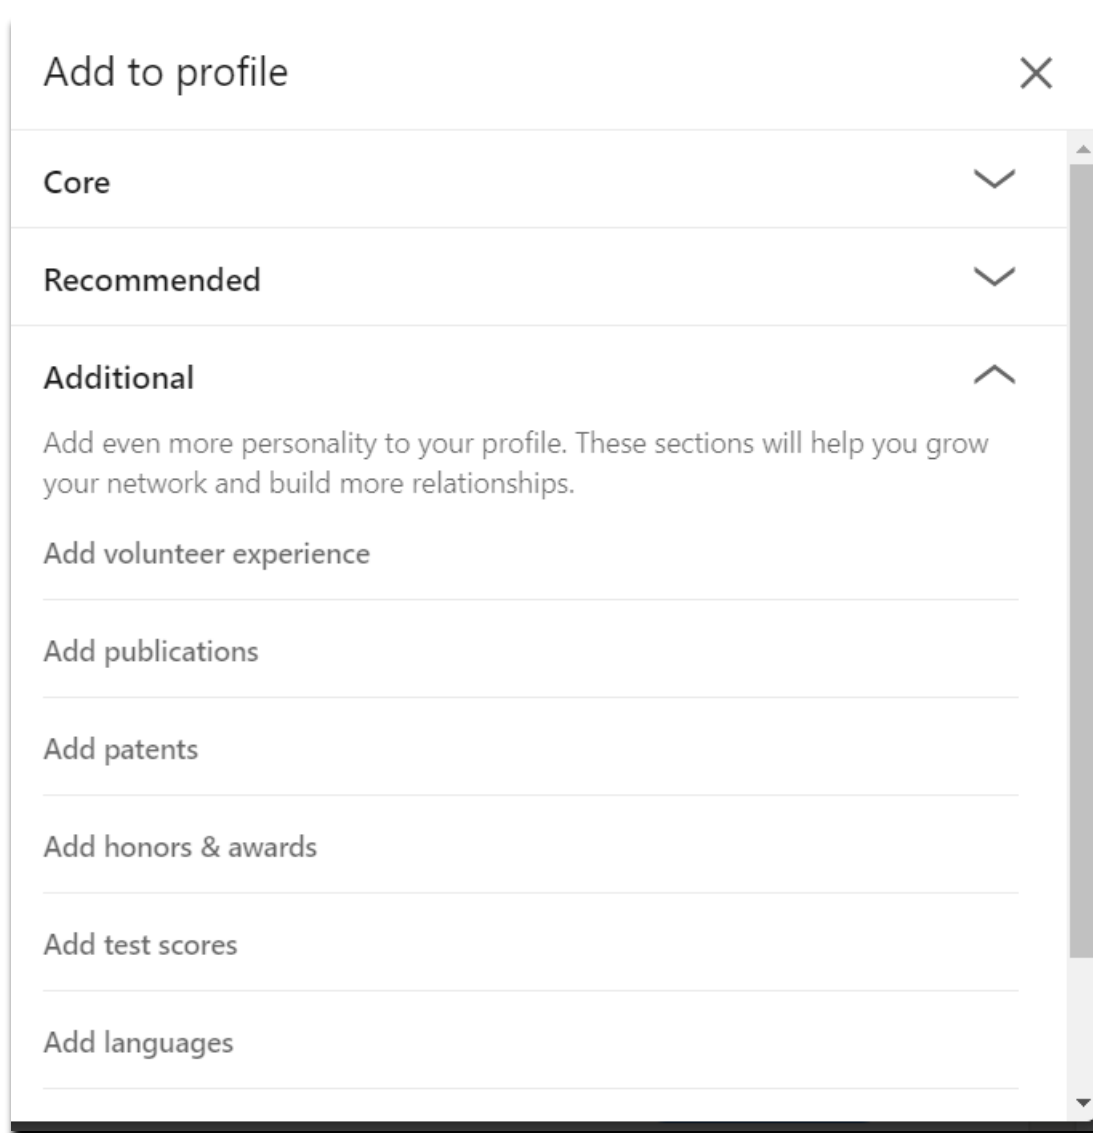 Add to profile
Core
Recommended
Additional
Add even more personality to your profile. These sections will help you grow
your network and build more relationships.
Add volunteer experience
Add publications
Add patents
Add honors & awards
Add test scores
Add languages